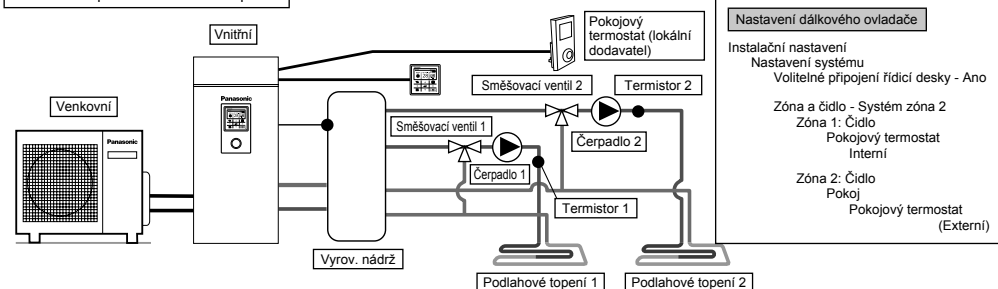 Vnitřní
Pokojový
termostat (lokální
dodavatel)
Venkovní
Panasonic
Panasonic
Směšovací ventil 2
Termistor 2
Směšovací ventil 1
Čerpadlo 2
Čerpadlo 1
Termistor 1
Vyrov. nádrž
Podlahové topení 1
Podlahové topení 2
Nastavení dálkového ovladače
Instalační nastavení
Nastavení systému
Volitelné připojení řídicí desky - Ano
Zóna a čidlo - Systém zóna 2
Zóna 1: Čidlo
Pokojový termostat
Interní
Zóna 2: Čidlo
Pokoj
Pokojový termostat
(Externí)